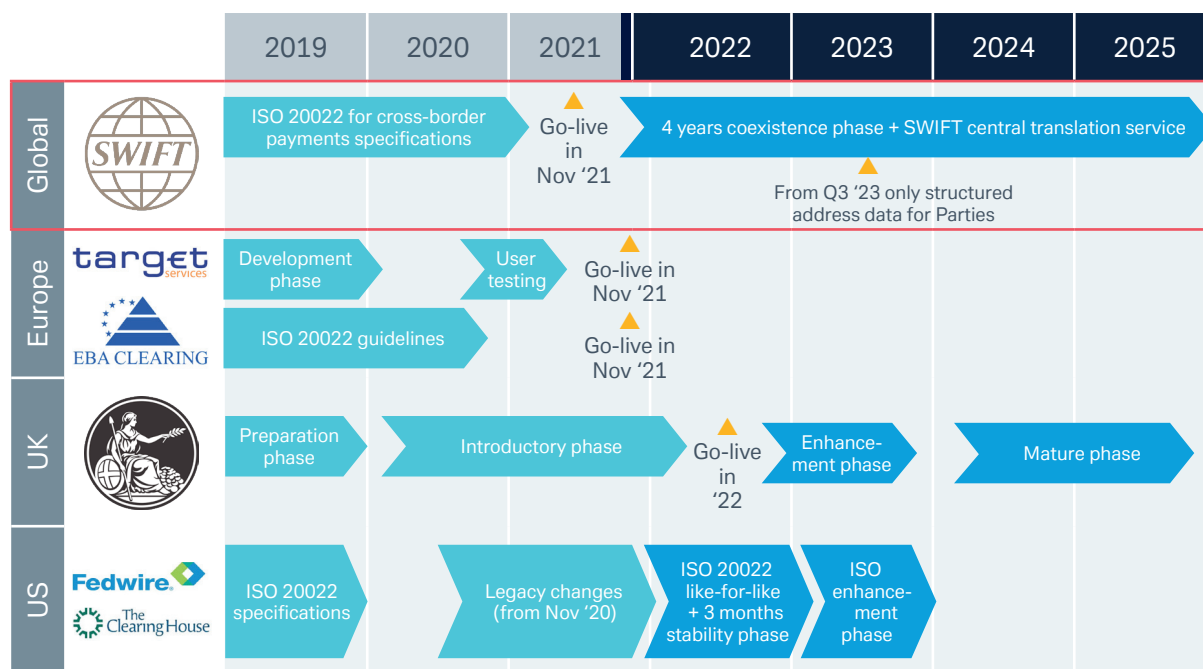 2019
2020
2021
2022
2023
2024
2025
Global
SWIFT
ISO 20022 for cross-border
payments specifications
Go-live
in
Nov ‘21
4 years coexistence phase + SWIFT central translation service
From Q3 ‘23 only structured
address data for Parties
Europe
target
services
Development
phase
User
testing
Go-live in
Nov ‘21
EBA CLEARING
ISO 20022 guidelines
Go-live in
Nov ‘21
UK
Preparation
phase
Introductory phase
Go-live
in
‘22
Enhance-
ment phase
Mature phase
US
Fedwire®
The
Clearing House
ISO 20022
specifications
Legacy changes
(from Nov ‘20)
ISO 20022
like-for-like
+ 3 months
stability phase
ISO
enhance-
ment
phase